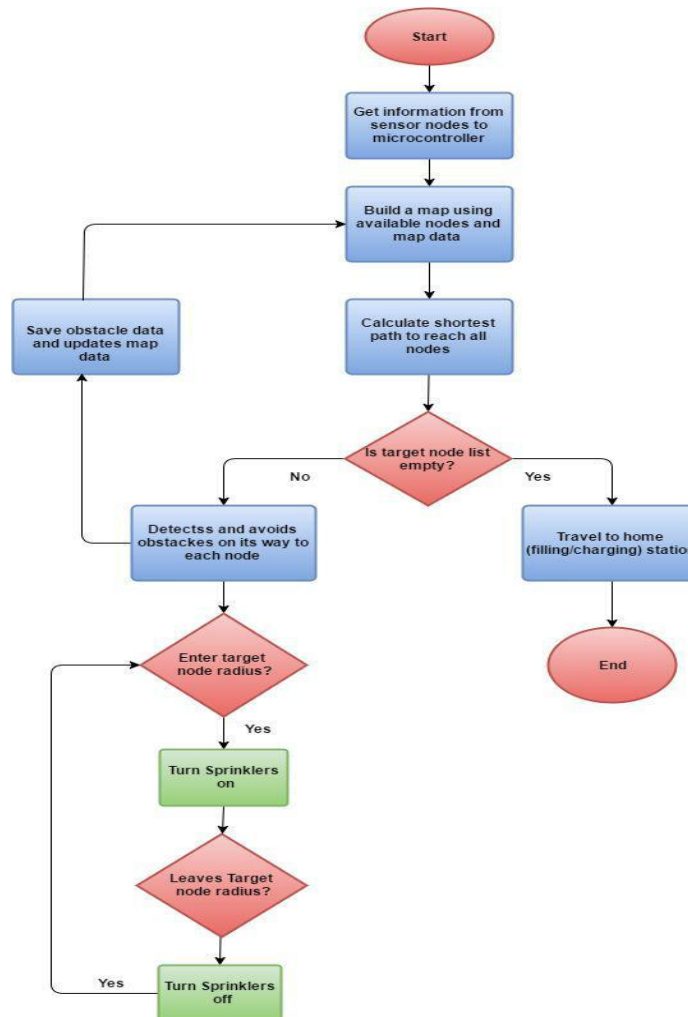 Start
Get information from
sensor nodes to
microcontroller
Build a map using
available nodes and
map data
Save obstacle data
and updates map
data
Calculate shortest
path to reach all
nodes
Is target node list
empty?
No
Yes
Detectss and avoids
obstackes on its way to
each node
Travel to home
(filling/charging) station
Enter target
node radius?
End
Yes
Turn Sprinklers
on
Leaves Target
node radius?
Yes
Turn Sprinklers
off